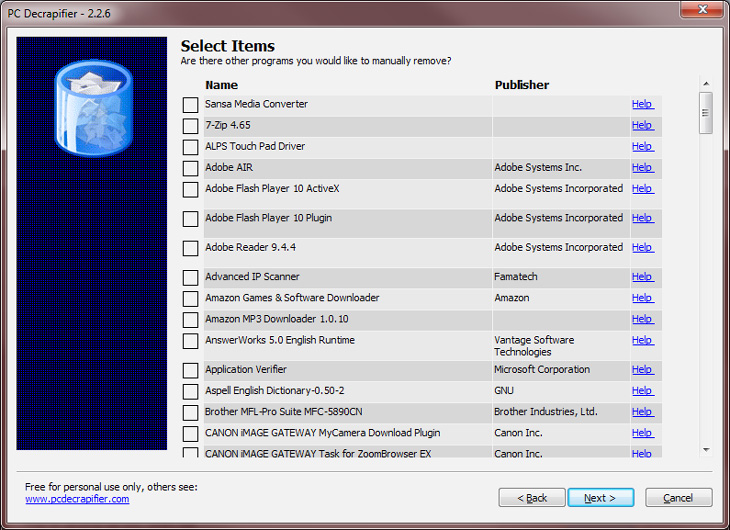 PC Decrapifier - 2.2.6
Select Items
Are there other programs you would like to manually remove?
Name Publisher
Sansa Media Converter Help
7-Zip 4.65 Help
ALPS Touch Pad Driver Help
Adobe AIR Adobe Systems Inc. Help
Adobe Flash Player 10 ActiveX Adobe Systems Incorporated Help
Adobe Flash Player 10 Plugin Adobe Systems Incorporated Help
Adobe Reader 9.4.4 Adobe Systems Incorporated Help
Advanced IP Scanner Famatech Help
Amazon Games & Software Downloader Amazon Help
Amazon MP3 Downloader 1.0.10 Help
AnswerWorks 5.0 English Runtime Vantage Software Help
Technologies
Application Verifier Microsoft Corporation Help
Aspell English Dictionary-0.50-2 GNU Help
Brother MFL-Pro Suite MFC-5890CN Brother Industries, Ltd. Help
CANON iMAGE GATEWAY MyCamera Download Plugin Canon Inc. Help
CANON iMAGE GATEWAY Task for ZoomBrowser EX Canon Inc. Help
Free for personal use only, others see:
www.pcdecrapifier.com
< Back Next > Cancel